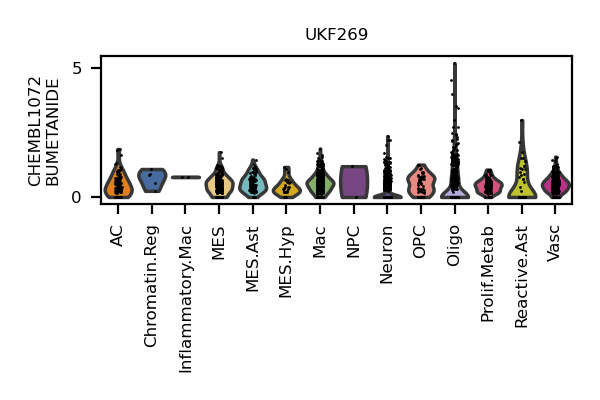 UKF269
CHEMBL1072
BUMETANIDE
5
0
AC
Chromatin.Reg
Inflammatory.Mac
MES
MES.Ast
MES.Hyp
Mac
NPC
Neuron
OPC
Oligo
Prolif.Metab
Reactive.Ast
Vasc